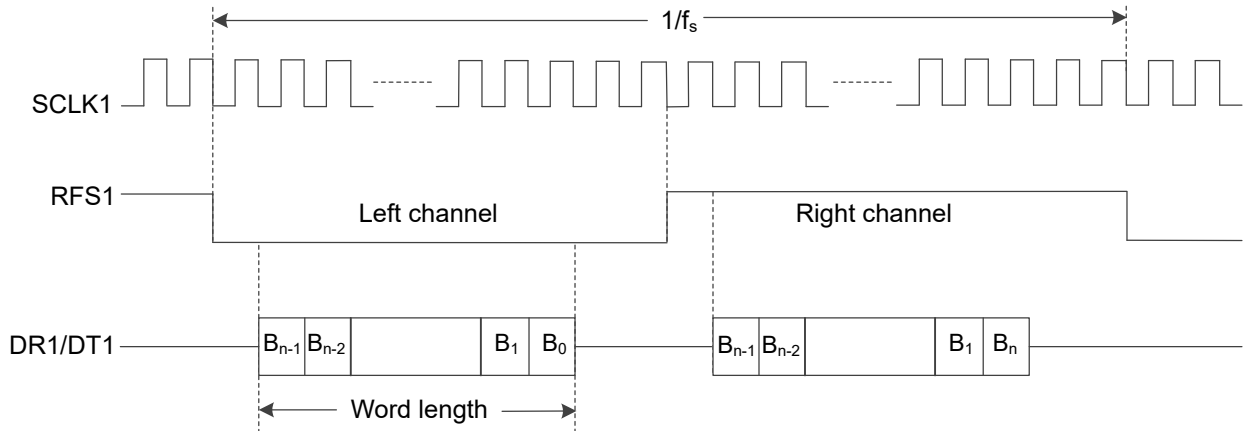 1/fs
SCLK1
RFS1
Left channel
Right channel
DR1/DT1
Bn-1 Bn-2 B1 B0 Bn-1 Bn-2 B1 Bn
Word length